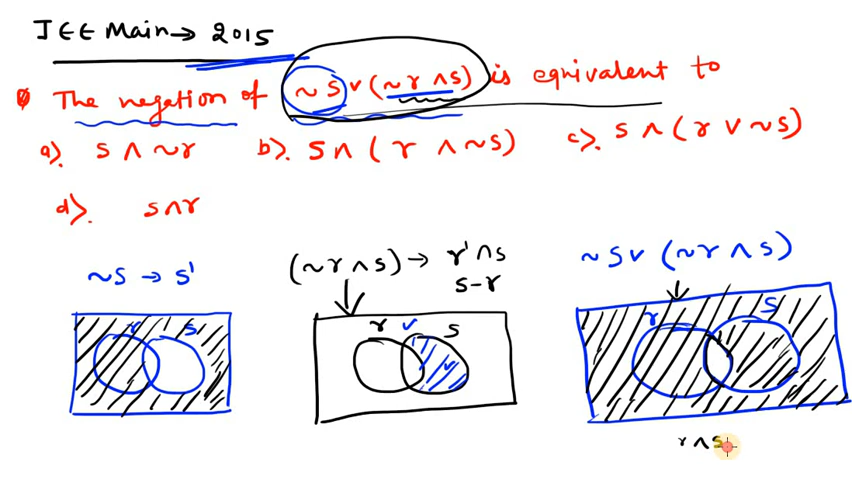 JEE Main → 2015
Q The negation of ~ s ∨ (~ r ∧ s) is equivalent to
a). s ∧ ~r b). s ∧ ( r ∧ ~ s) c). s ∧ ( r ∨ ~ s)
d). s ∧ r
~s → s' (~r ∧ s) → r' ∧ s ~ s ∨ (~ r ∧ s)
s - r
r s r ∨ s r s
r ∧ s